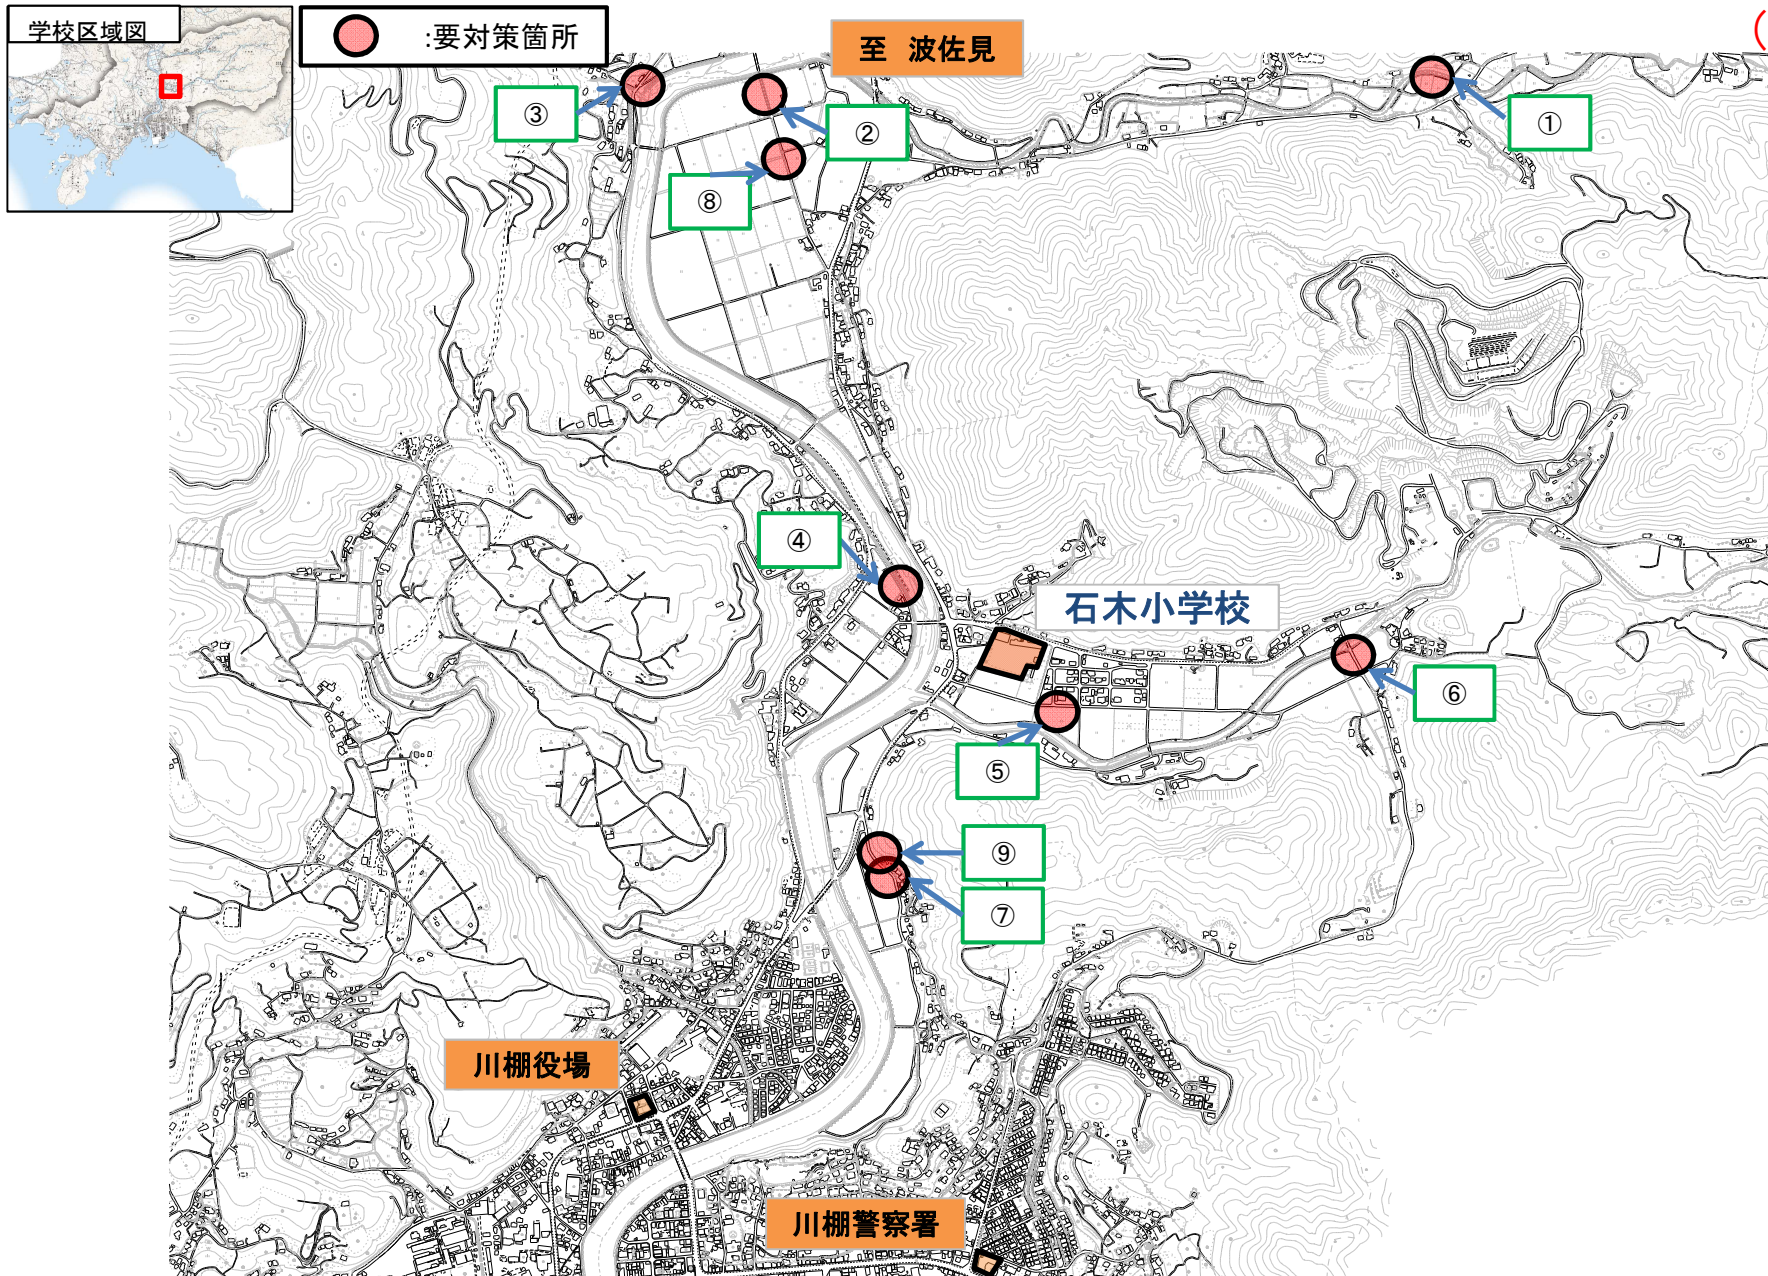 学校区域図
:要対策箇所
至 波佐見
(
③
②
①
⑧
④
石木小学校
⑥
⑤
⑨
⑦
川棚役場
川棚警察署